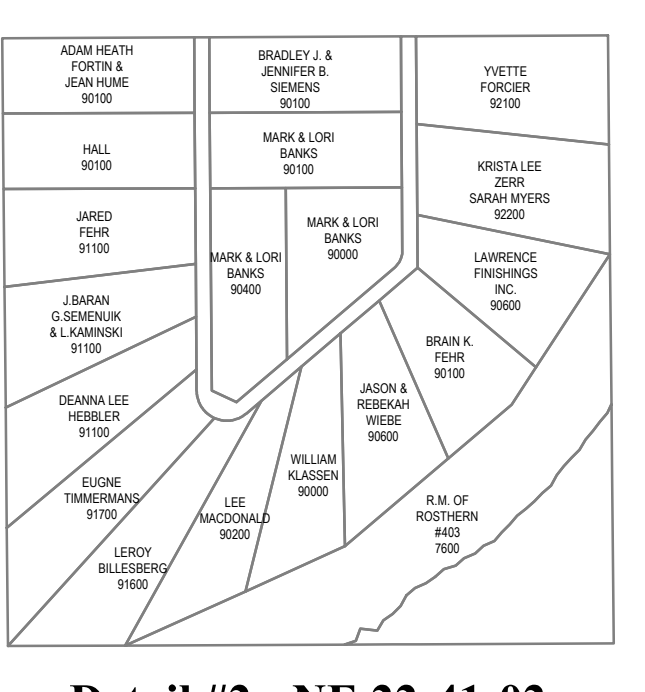 ADAM HEATH
FORTIN &
JEAN HUME
90100
BRADLEY J. &
JENNIFER B.
SIEMENS
90100
YVETTE
FORCIER
92100
HALL
90100
MARK & LORI
BANKS
90100
KRISTA LEE
ZERR
SARAH MYERS
92200
JARED
FEHR
91100
MARK & LORI
BANKS
90400
MARK & LORI
BANKS
90000
LAWRENCE
FINISHINGS
INC.
90600
J.BARAN
G.SEMENUIK
& L.KAMINSKI
91100
BRAIN K.
FEHR
90100
DEANNA LEE
HEBBLER
91100
JASON &
REBEKAH
WIEBE
90600
EUGNE
TIMMERMANS
91700
WILLIAM
KLASSEN
90000
LEE
MACDONALD
90200
R.M. OF
ROSTHERN
#403
7600
LEROY
BILLESBERG
91600